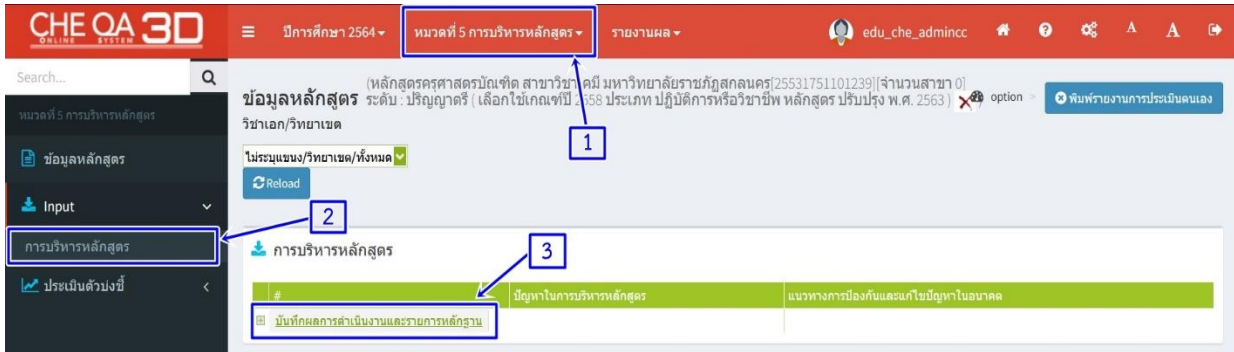 CHE QA 3D
ONLINE SYSTEM
ปีการศึกษา 2564
หมวดที่ 5 การบริหารหลักสูตร
รายงานผล
edu_che_admincc
A
A
Search...
หมวดที่ 5 การบริหารหลักสูตร
ข้อมูลหลักสูตร
Input
การบริหารหลักสูตร
ประเมินตัวบ่งชี้
ข้อมูลหลักสูตร
(หลักสูตรครุศาสตรบัณฑิต สาขาวิชา คมี มหาวิทยาลัยราชภัฏสกลนคร[25531751101239][จำนวนสาขา 0]
ระดับ : ปริญญาตรี ( เลือกใช้เกณฑ์ปี 2558 ประเภท ปฏิบัติการหรือวิชาชีพ หลักสูตร ปรับปรุง พ.ศ. 2563 )
option >
พิมพ์รายงานการประเมินตนเอง
วิชาเอก/วิทยาเขต
ไม่ระบุแขนง/วิทยาเขต/ทั้งหมด
Reload
1
2
3
การบริหารหลักสูตร
#
ปัญหาในการบริหารหลักสูตร
แนวทางการป้องกันและแก้ไขปัญหาในอนาคต
บันทึกผลการดำเนินงานและรายการหลักฐาน